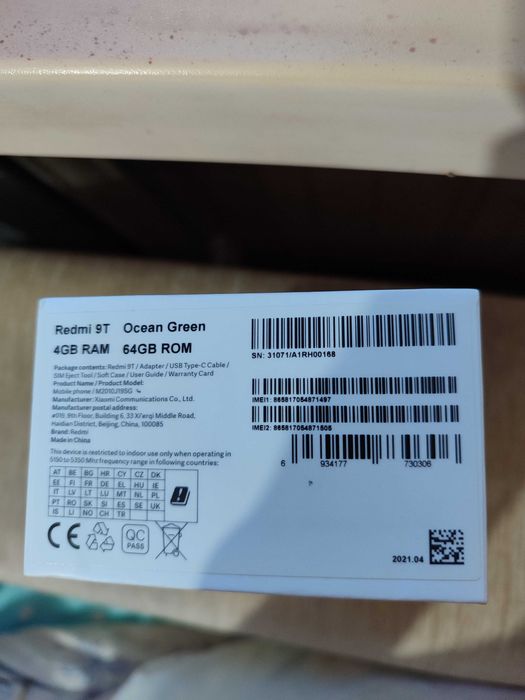 Redmi 9T Ocean Green
4GB RAM 64GB ROM
Package contents: Redmi 9T / Adapter / USB Type-C Cable /
SIM Eject Tool / Soft Case / User Guide / Warranty Card
Product Name / Product Model:
Mobile phone / M2010J19SG
Manufacturer: Xiaomi Communications Co., Ltd.
Manufacturer postal address:
#019, 9th Floor, Building 6, 33 Xi'erqi Middle Road,
Haidian District, Beijing, China, 100085
Brand: Redmi
Made in China
This device is restricted to indoor use only when operating in
5150 to 5350 Mhz frequency range in following countries:
AT BE BG HR CY CZ DK
EE FI FR DE EL HU IE
IT LV LT LU MT NL PL
PT RO SK SI ES SE UK
IS LI NO CH TR
CE
QC
PASS
SN: 31071/A1RH00168
IMEI1: 865817054871497
IMEI2: 865817054871505
6 934177 730306
2021.04